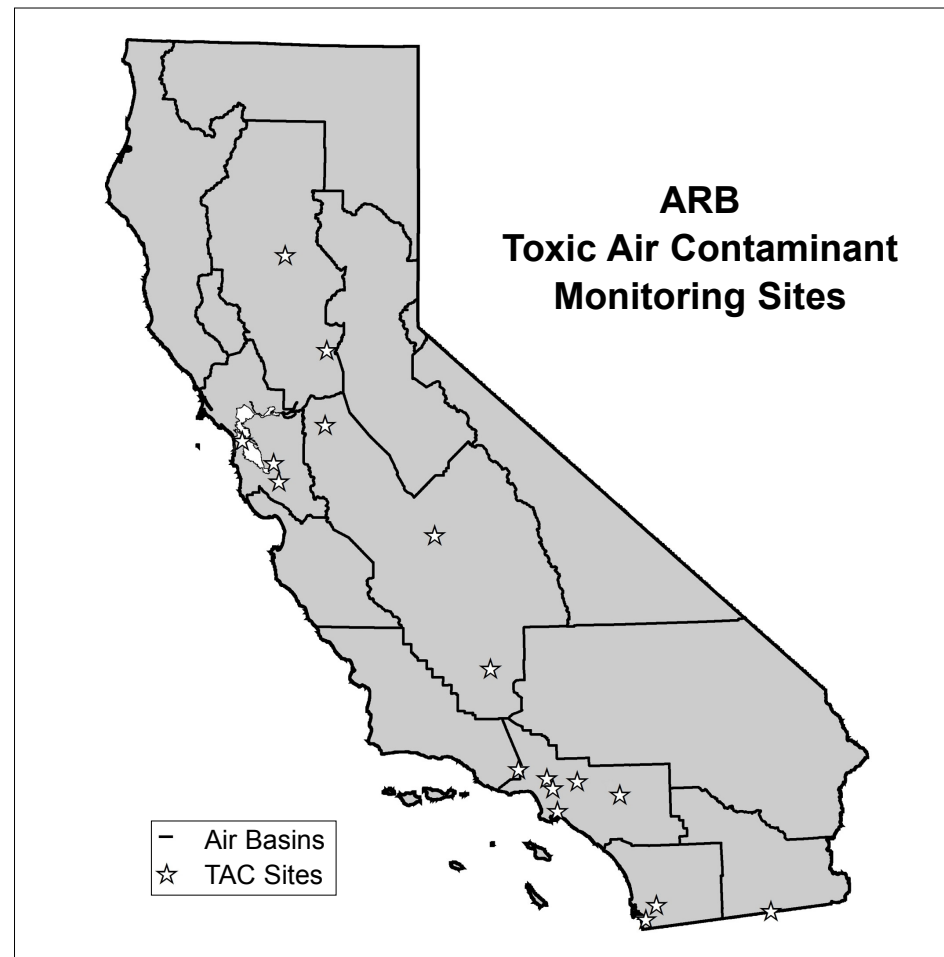 ARB
Toxic Air Contaminant
Monitoring Sites
Air Basins
TAC Sites